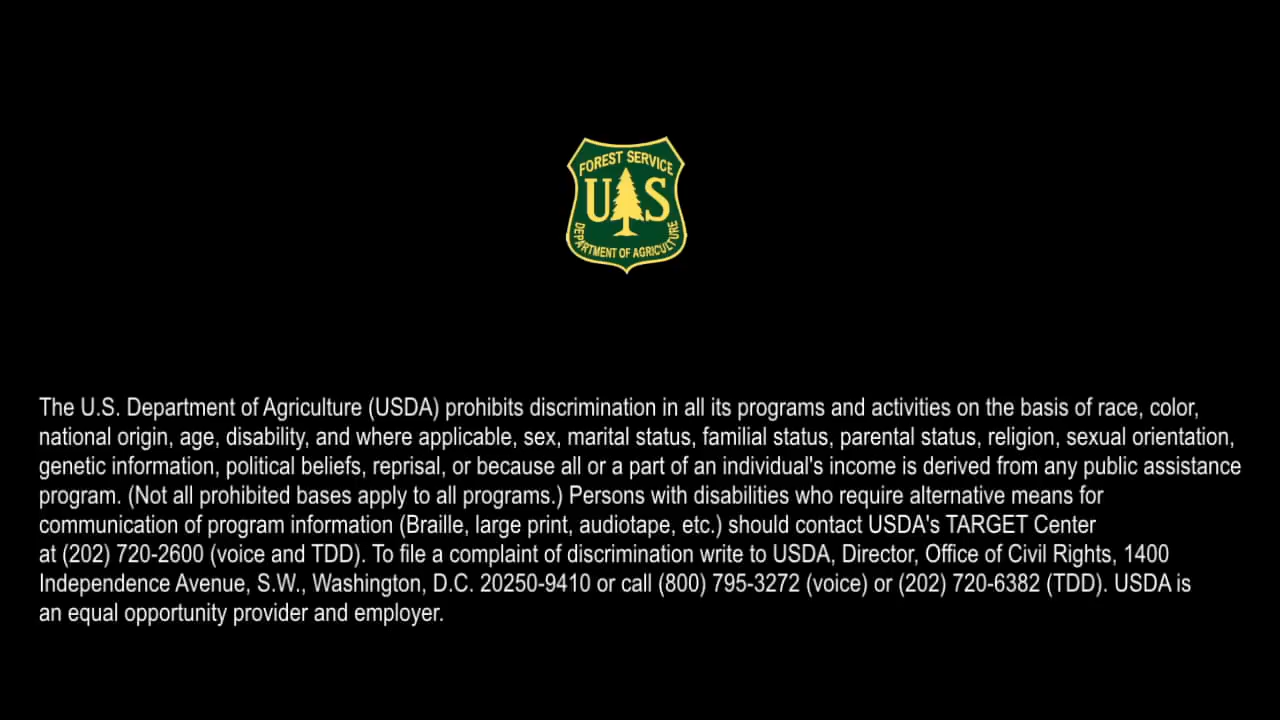 FOREST SERVICE
U S
DEPARTMENT OF AGRICULTURE
The U.S. Department of Agriculture (USDA) prohibits discrimination in all its programs and activities on the basis of race, color,
national origin, age, disability, and where applicable, sex, marital status, familial status, parental status, religion, sexual orientation,
genetic information, political beliefs, reprisal, or because all or a part of an individual's income is derived from any public assistance
program. (Not all prohibited bases apply to all programs.) Persons with disabilities who require alternative means for
communication of program information (Braille, large print, audiotape, etc.) should contact USDA's TARGET Center
at (202) 720-2600 (voice and TDD). To file a complaint of discrimination write to USDA, Director, Office of Civil Rights, 1400
Independence Avenue, S.W., Washington, D.C. 20250-9410 or call (800) 795-3272 (voice) or (202) 720-6382 (TDD). USDA is
an equal opportunity provider and employer.